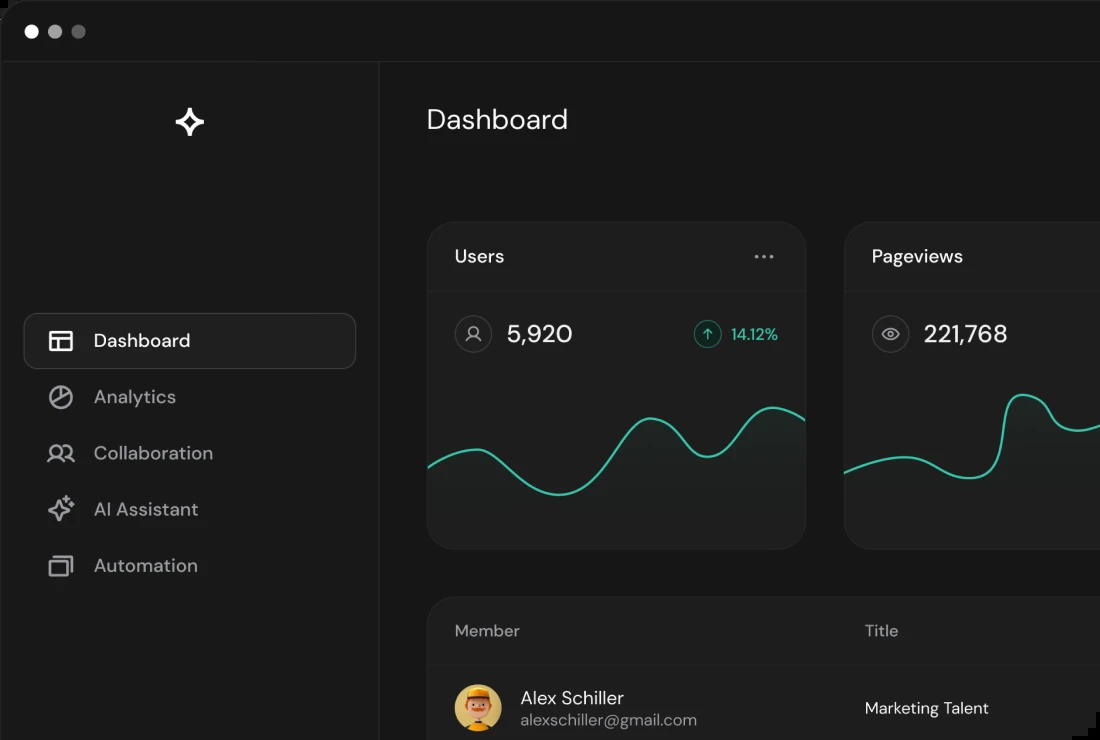 Dashboard
Users
Pageviews
5,920
14.12%
221,768
Dashboard
Analytics
Collaboration
AI Assistant
Automation
Member
Title
Alex Schiller
alexschiller@gmail.com
Marketing Talent